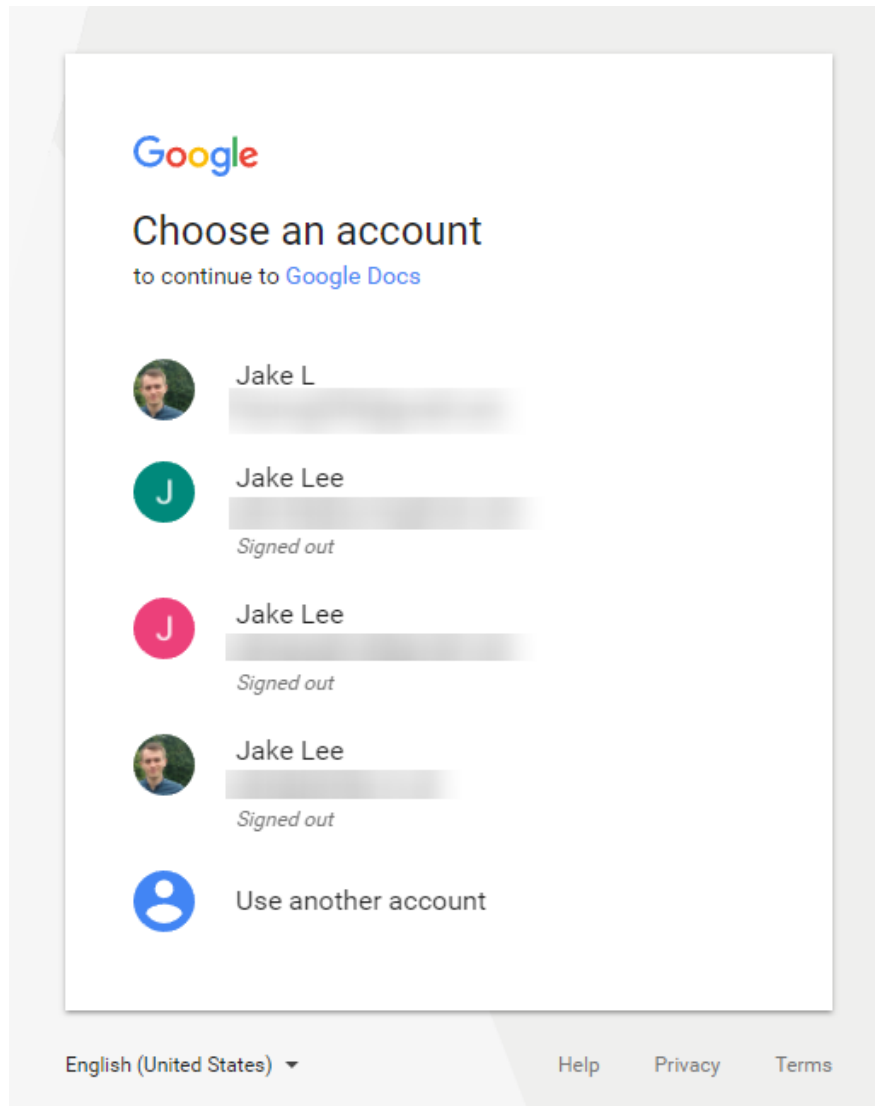 Google
Choose an account
to continue to Google Docs
Jake L
J
Jake Lee
Signed out
J
Jake Lee
Signed out
Jake Lee
Signed out
Use another account
English (United States)
Help Privacy Terms